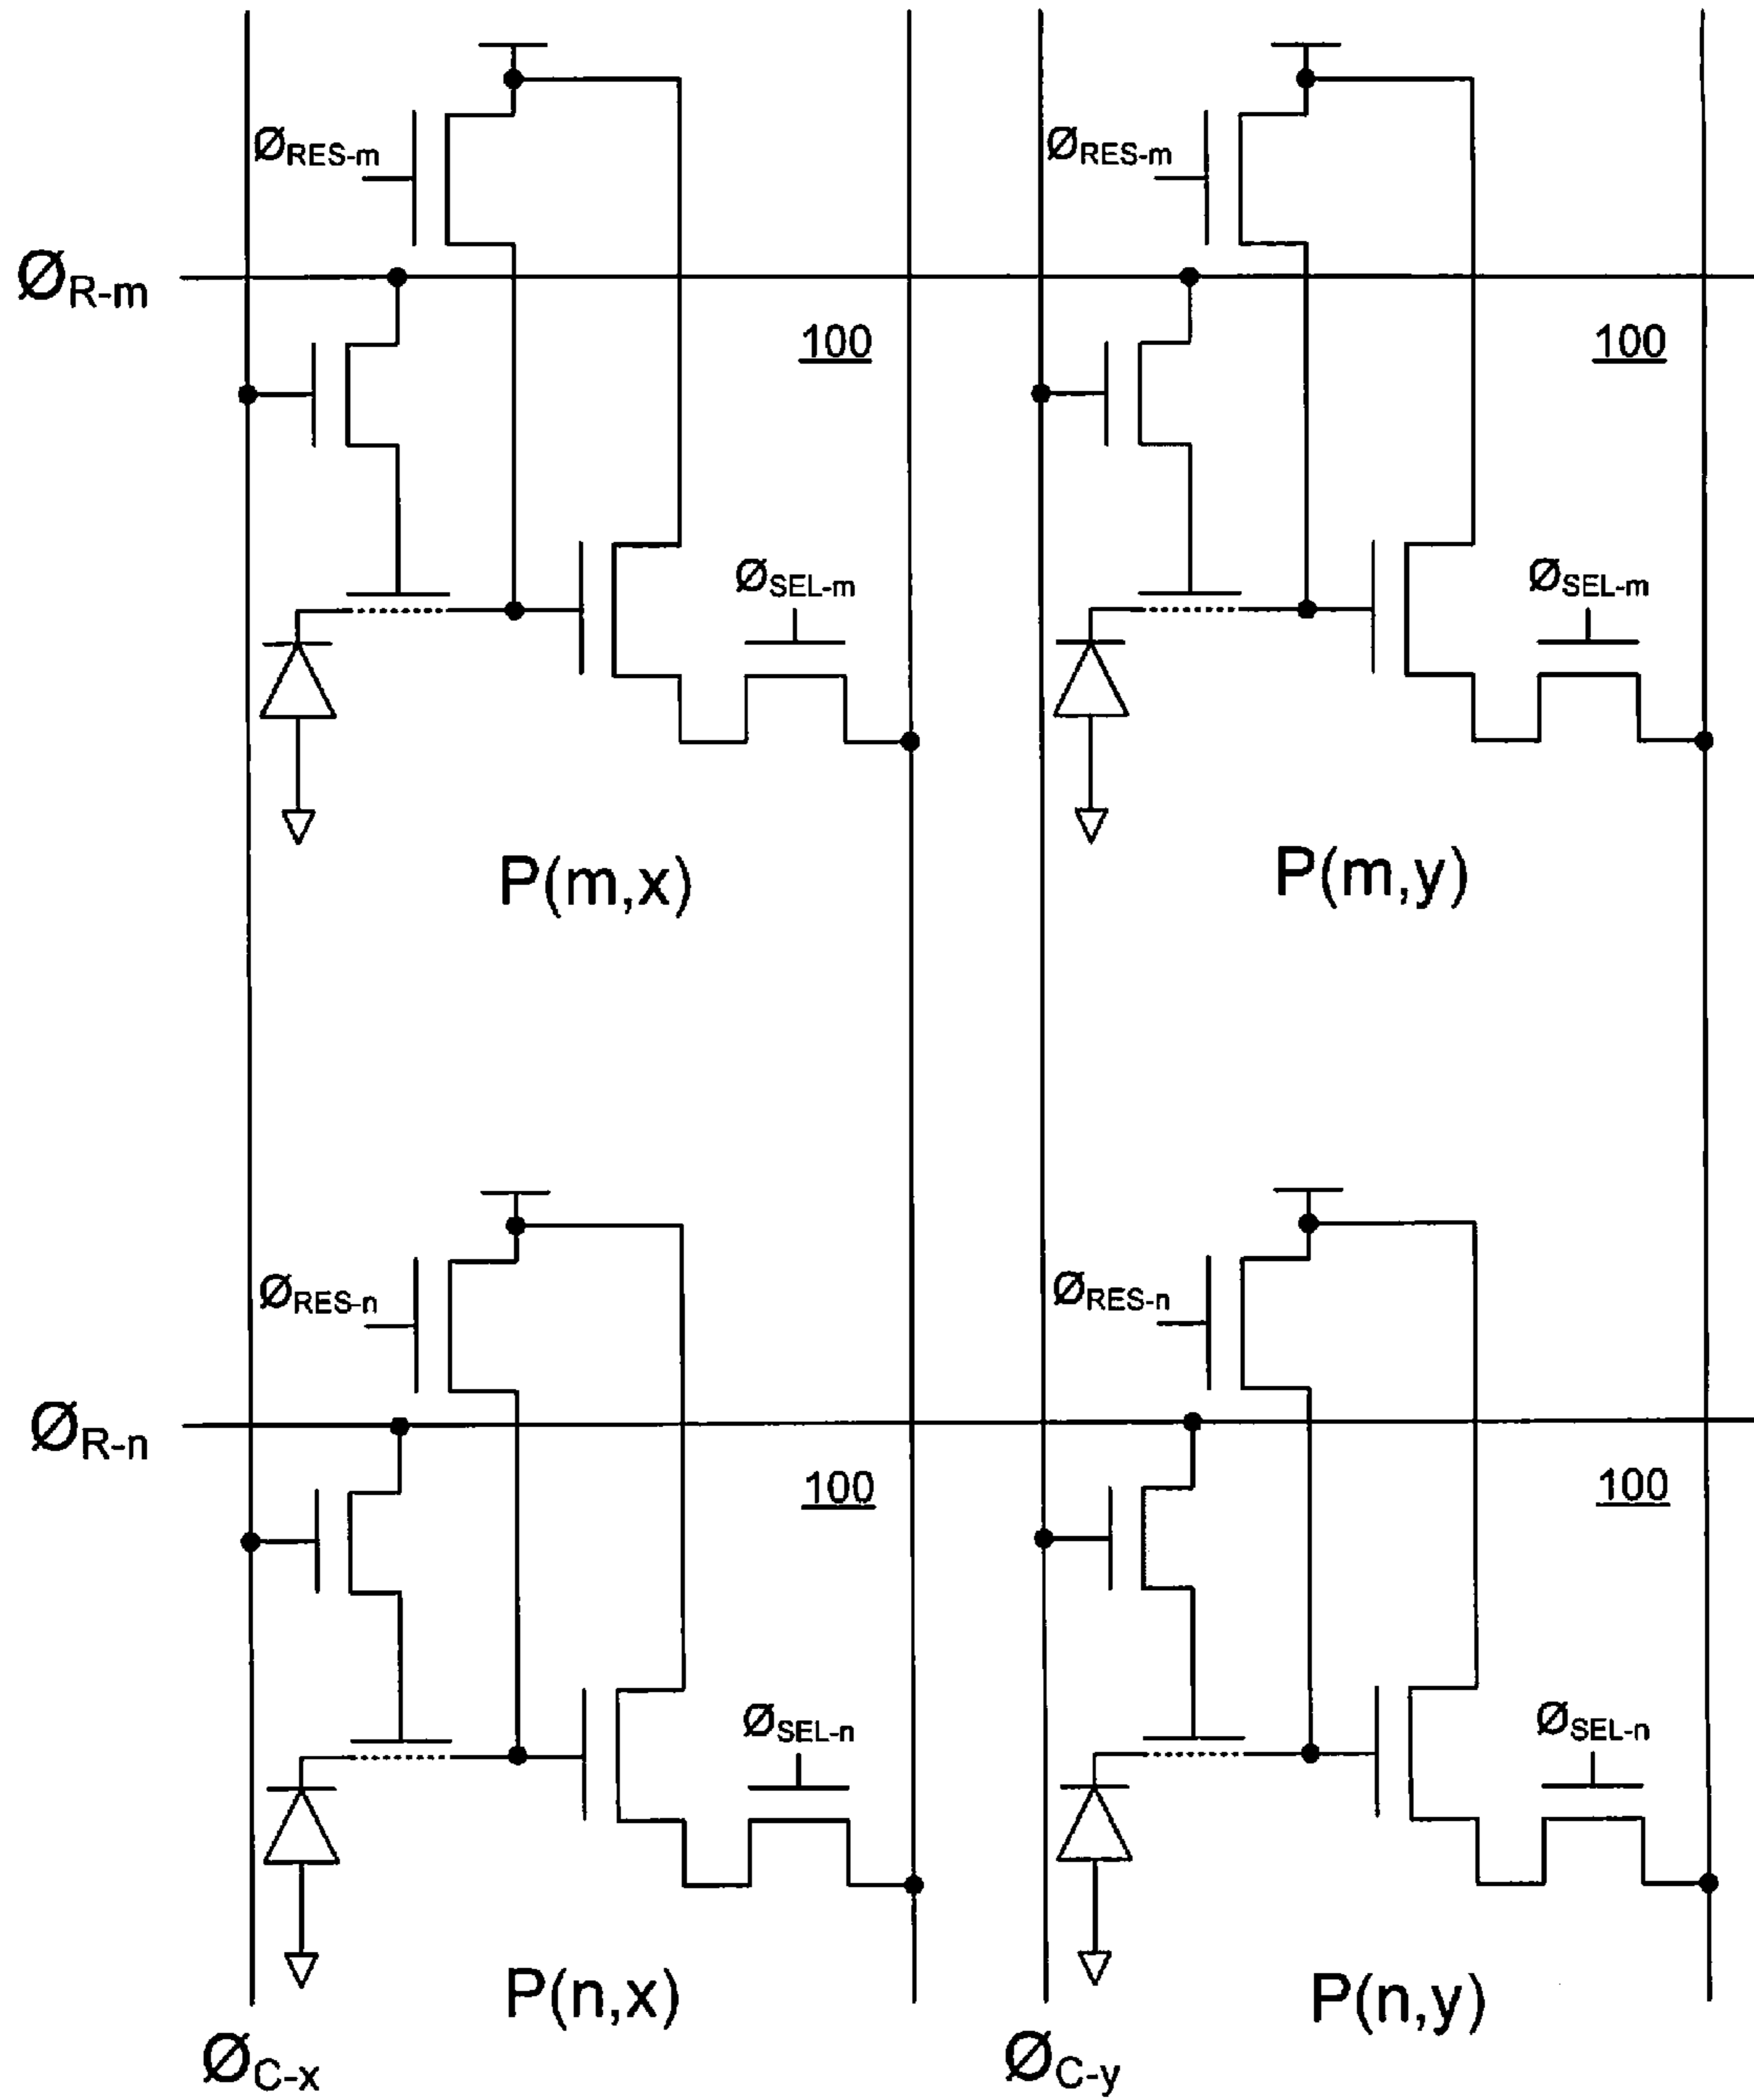 ØRES-m
ØRES-m
ØR-m
100
100
ØSEL-m
ØSEL-m
P(m,x)
P(m,y)
ØRES-n
ØRES-n
ØR-n
100
100
ØSEL-n
ØSEL-n
P(n,x)
P(n,y)
ØC-x
ØC-y